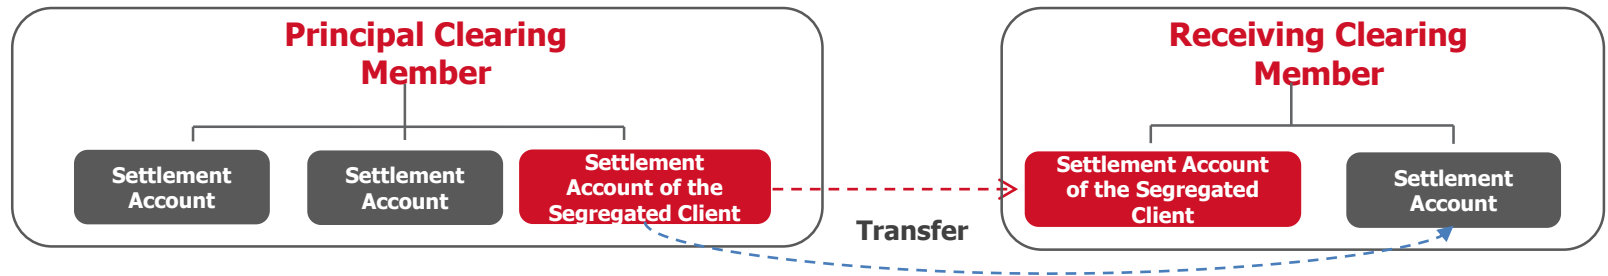 Principal Clearing
Member
Receiving Clearing
Member
Settlement
Account
Settlement
Account
Settlement
Account of the
Segregated Client
Settlement Account
of the Segregated
Client
Settlement
Account
Transfer